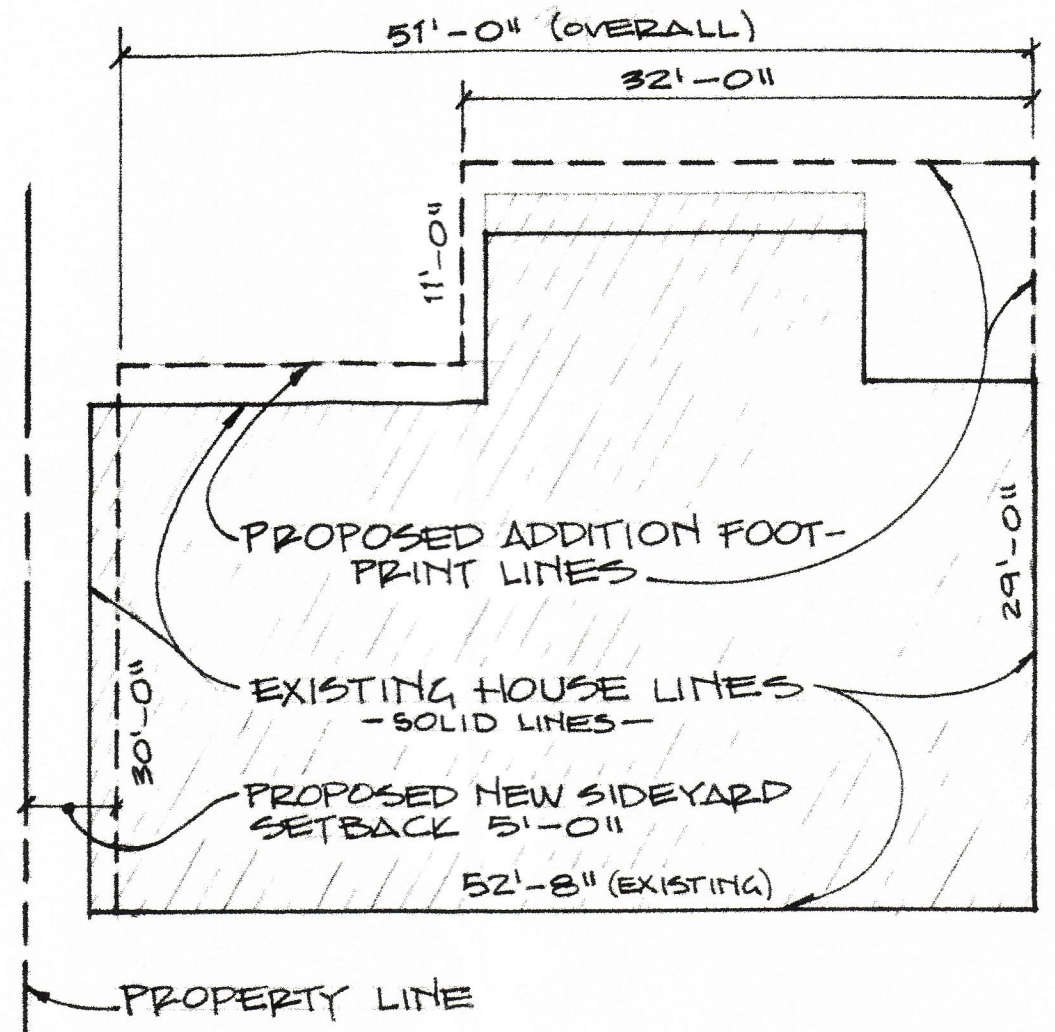 51'-0" (OVERALL)
32'-0"
11'-0"
PROPOSED ADDITION FOOT-
PRINT LINES
29'-0"
EXISTING HOUSE LINES
-SOLID LINES-
30'-0"
PROPOSED NEW SIDEYARD
SETBACK 5'-0"
52'-8" (EXISTING)
PROPERTY LINE